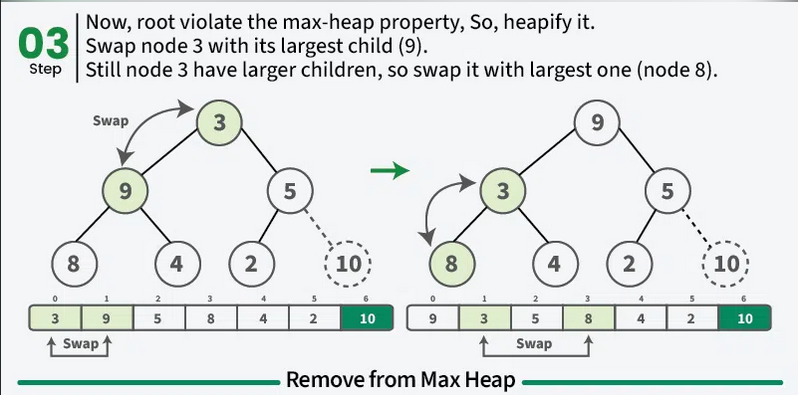 03
Step
Now, root violate the max-heap property, So, heapify it.
Swap node 3 with its largest child (9).
Still node 3 have larger children, so swap it with largest one (node 8).
Swap
3
9
5
8
4
2
10
0 1 2 3 4 5 6
3 9 5 8 4 2 10
Swap
9
3
5
8
4
2
10
0 1 2 3 4 5 6
9 3 5 8 4 2 10
Swap
Remove from Max Heap